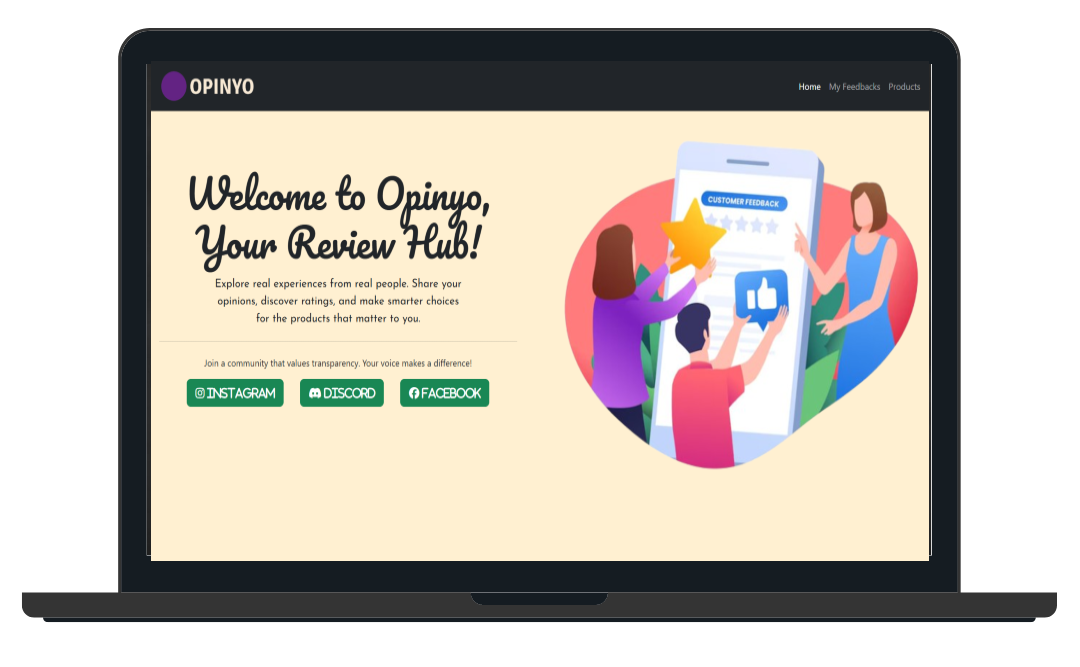 OPINYO
Home My Feedbacks Products
Welcome to Opinyo,
Your Review Hub!
Explore real experiences from real people. Share your
opinions, discover ratings, and make smarter choices
for the products that matter to you.
Join a community that values transparency. Your voice makes a difference!
INSTAGRAM DISCORD FACEBOOK
CUSTOMER FEEDBACK